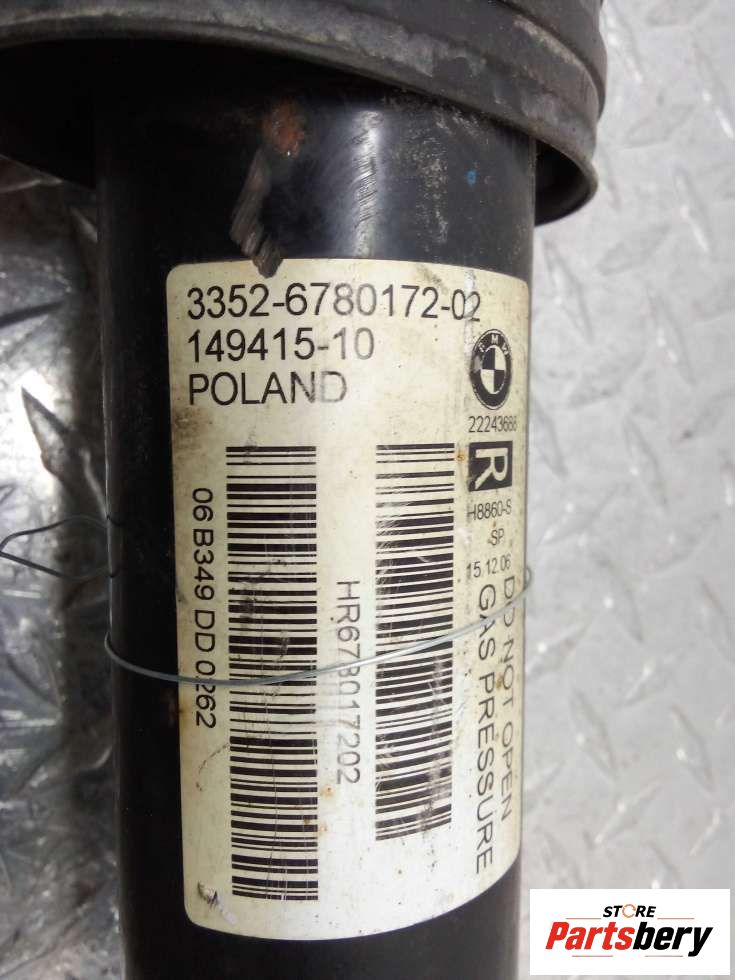 3352-6780172-02
149415-10
POLAND
BMW
22243688
R
H8860-S
SP
15.12.06
DO NOT OPEN
GAS PRESSURE
HR678017202
06 B349 DD 0262
STORE
Partsbery